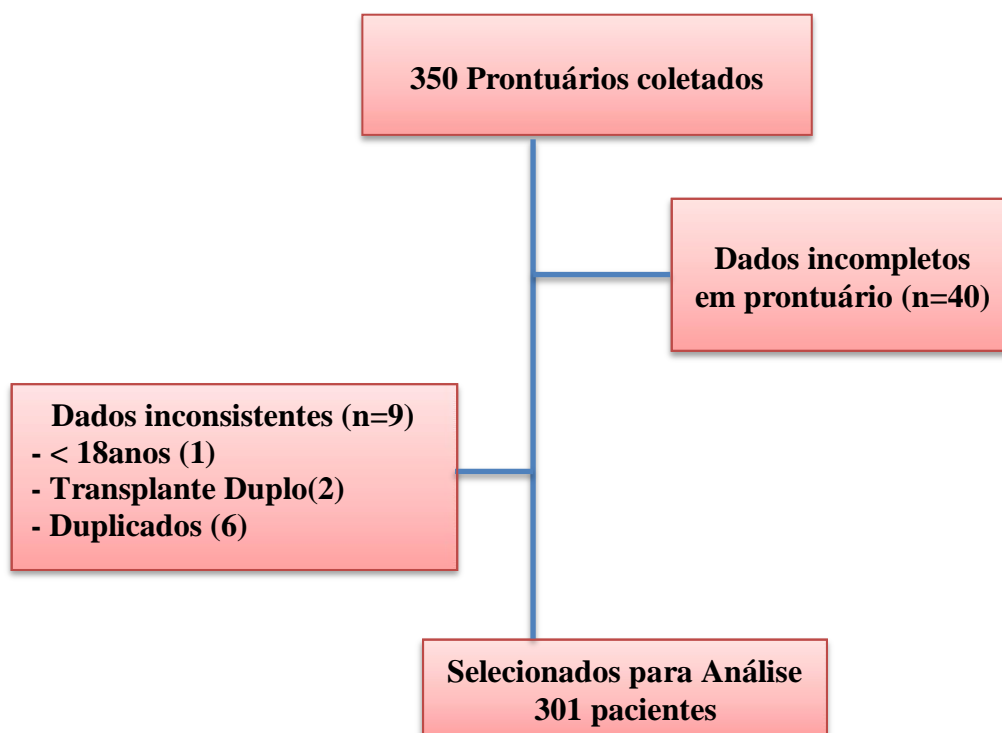 350 Prontuários coletados
Dados incompletos
em prontuário (n=40)
Dados inconsistentes (n=9)
- < 18anos (1)
- Transplante Duplo(2)
- Duplicados (6)
Selecionados para Análise
301 pacientes